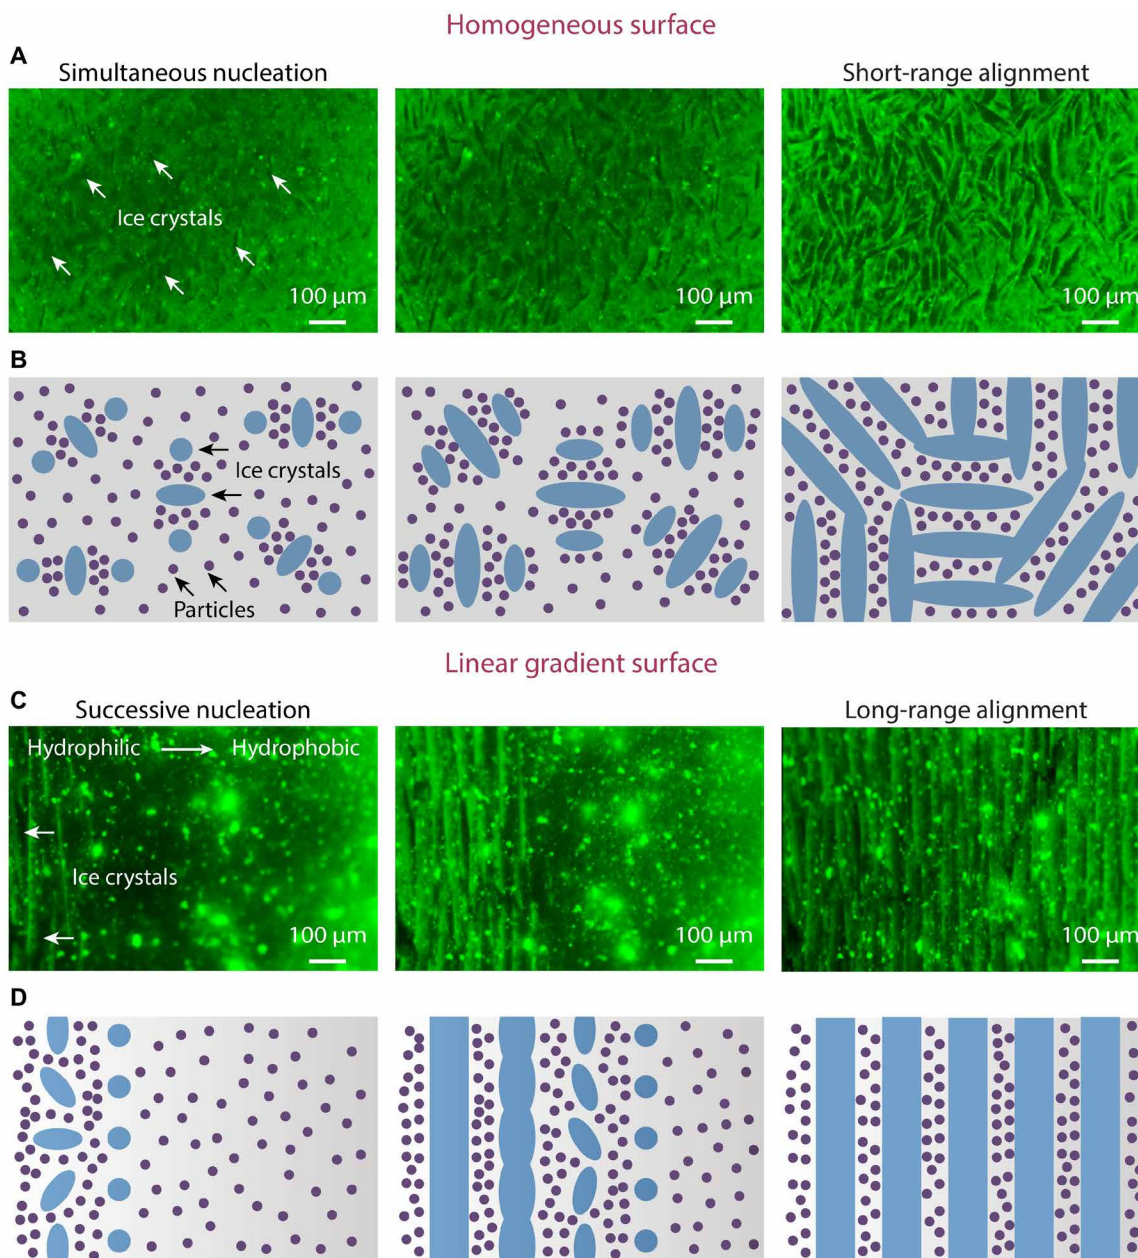 Homogeneous surface
A
Simultaneous nucleation
Short-range alignment
Ice crystals
100 µm
100 µm
100 µm
B
Ice crystals
Particles
Linear gradient surface
C
Successive nucleation
Long-range alignment
Hydrophilic
Hydrophobic
Ice crystals
100 µm
100 µm
100 µm
D